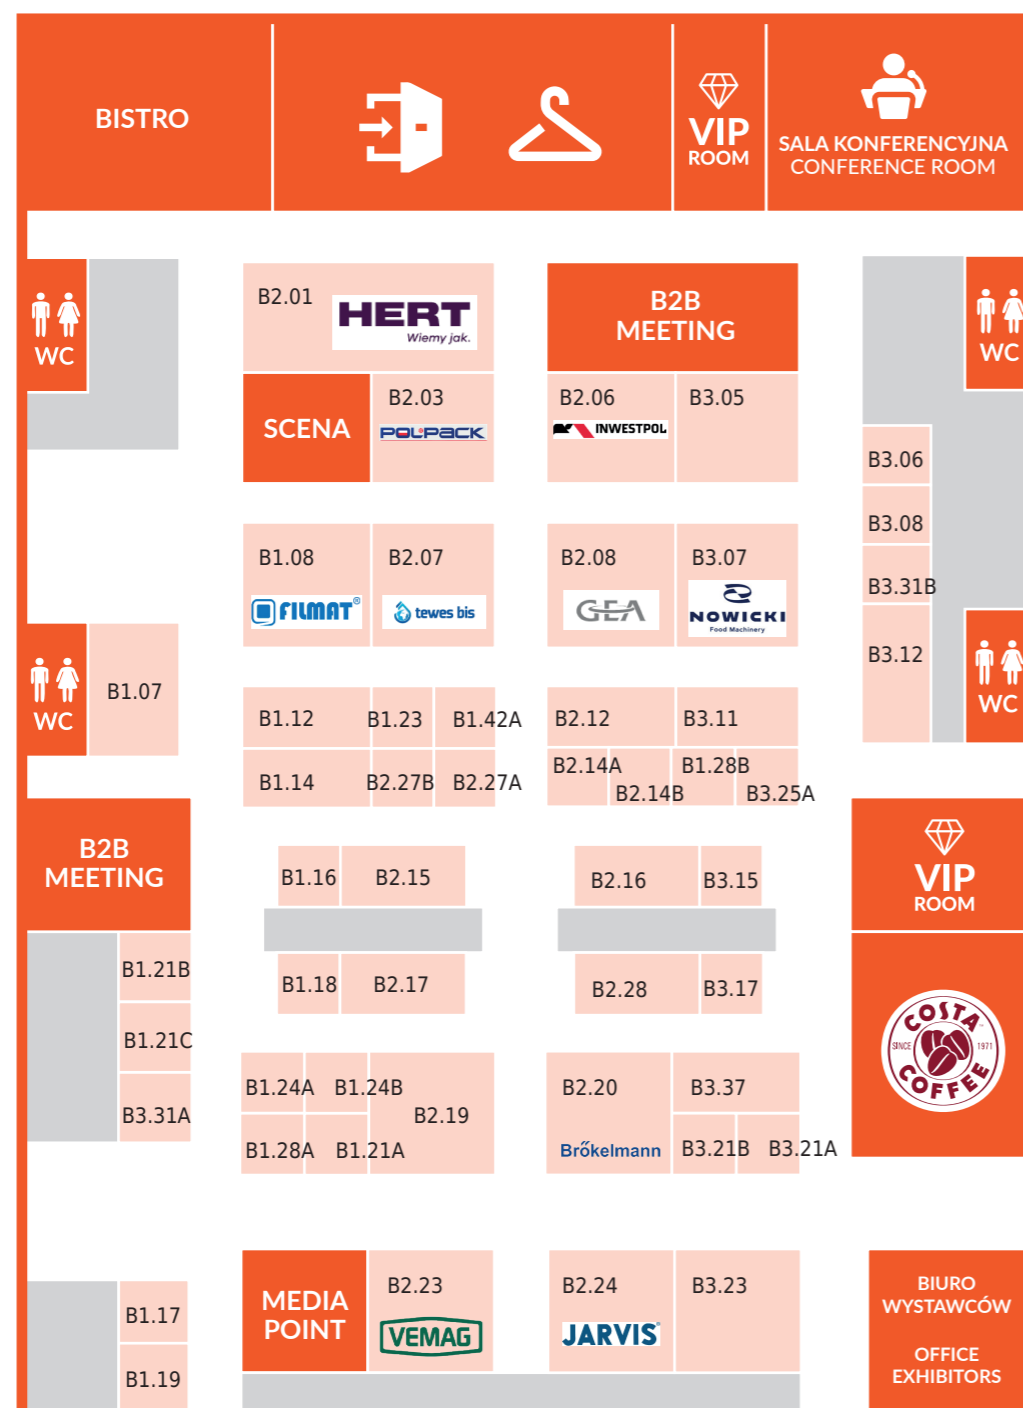 BISTRO
VIP
ROOM
SALA KONFERENCYJNA
CONFERENCE ROOM
WC
B2.01
HERT
Wiemy jak.
B2B
MEETING
WC
SCENA
B2.03
POLPACK
B2.06
INWESTPOL
B3.05
B3.06
B3.08
B3.31B
B3.12
B1.08
FILMAT®
B2.07
tewes bis
B2.08
GEA
B3.07
NOWICKI
Food Machinery
WC
B1.07
WC
B1.12
B1.23
B1.42A
B2.12
B3.11
B1.14
B2.27B
B2.27A
B2.14A
B2.14B
B1.28B
B3.25A
B2B
MEETING
B1.16
B2.15
B2.16
B3.15
VIP
ROOM
B1.21B
B1.21C
B3.31A
B1.18
B2.17
B2.28
B3.17
COSTA
SINCE
1971
COFFEE
B1.24A
B1.24B
B2.19
B1.28A
B1.21A
B2.20
Brőkelmann
B3.37
B3.21B
B3.21A
B1.17
B1.19
MEDIA
POINT
B2.23
VEMAG
B2.24
JARVIS
B3.23
BIURO
WYSTAWCÓW
OFFICE
EXHIBITORS